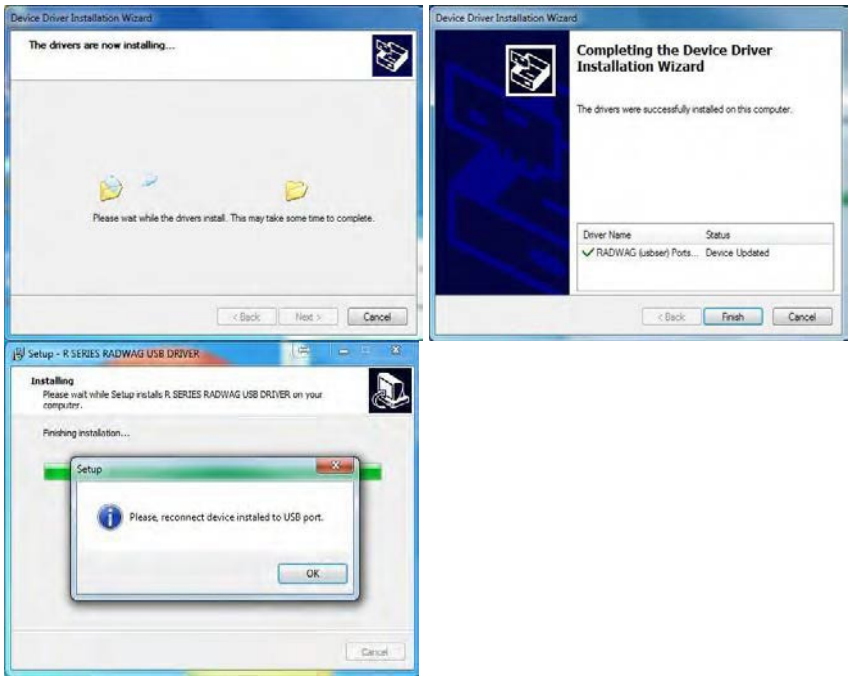 Device Driver Installation Wizard
The drivers are now installing...
Please wait while the drivers install. This may take some time to complete.
< Back Next > Cancel
Device Driver Installation Wizard
Completing the Device Driver
Installation Wizard
The drivers were successfully installed on this computer.
Driver Name Status
RADWAG (usbser) Ports... Device Updated
< Back Finish Cancel
Setup - R SERIES RADWAG USB DRIVER
Installing
Please wait while Setup installs R SERIES RADWAG USB DRIVER on your
computer.
Finishing installation...
Setup
Please, reconnect device instaled to USB port.
OK
Cancel